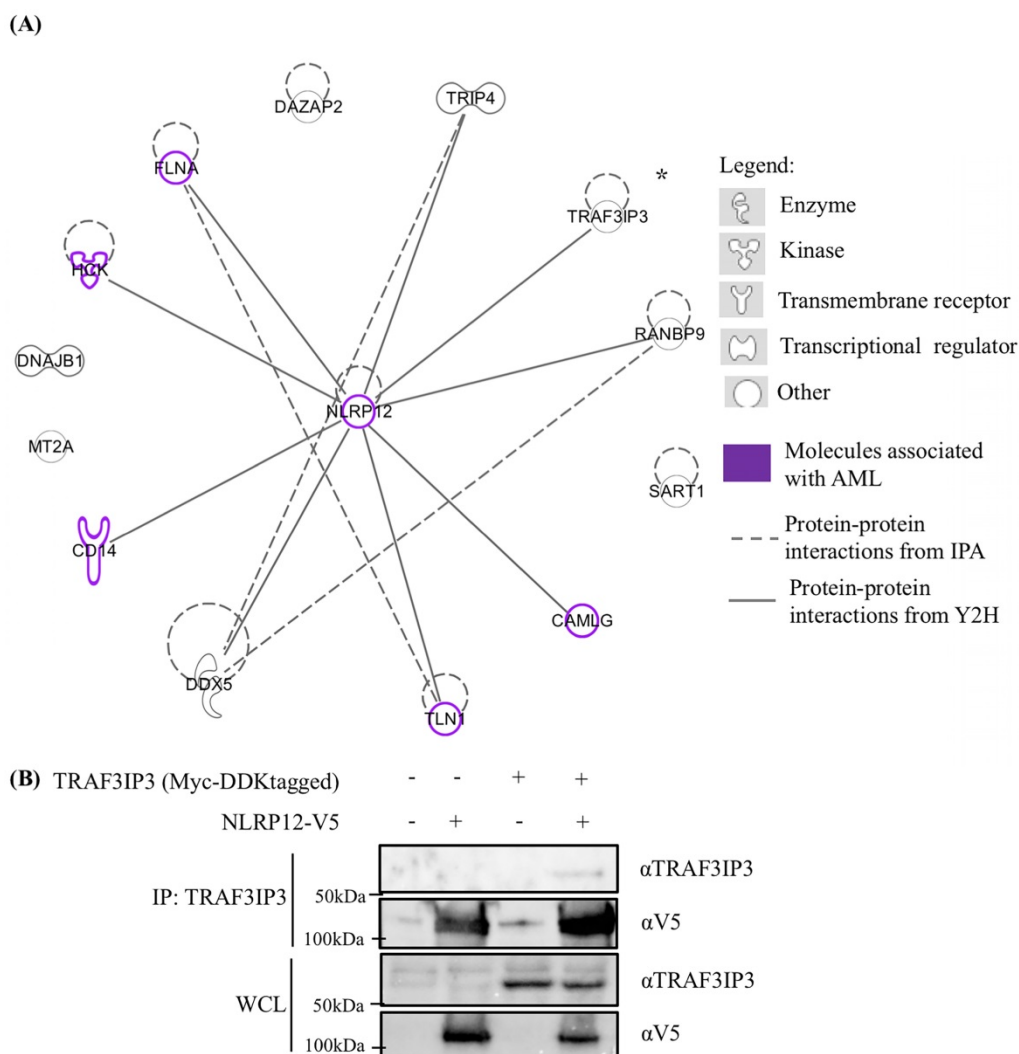 (A)
DAZAP2
TRIP4
FLNA
*
TRAF3IP3
HCK
RANBP9
DNAJB1
NLRP12
MT2A
SART1
CD14
CAMLG
DDX5
TLN1
Legend:
Enzyme
Kinase
Transmembrane receptor
Transcriptional regulator
Other
Molecules associated
with AML
Protein-protein
interactions from IPA
Protein-protein
interactions from Y2H
(B) TRAF3IP3 (Myc-DDKtagged) - - + +
NLRP12-V5 - + - +
IP: TRAF3IP3
αTRAF3IP3
50kDa
αV5
100kDa
WCL
αTRAF3IP3
50kDa
αV5
100kDa